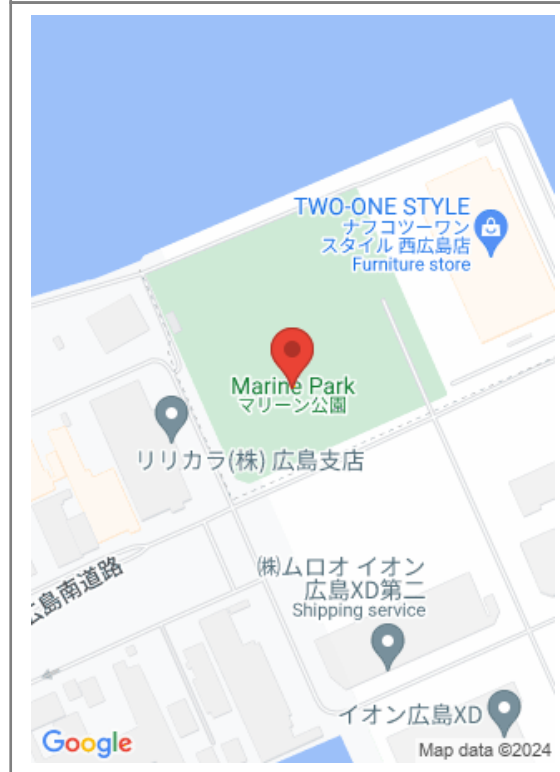 TWO-ONE STYLE
ナフコツーワン
スタイル 西広島店
Furniture store
Marine Park
マリーン公園
リリカラ(株) 広島支店
広島南道路
㈱ムロオ イオン
広島XD第二
Shipping service
イオン広島XD
Google
Map data ©2024